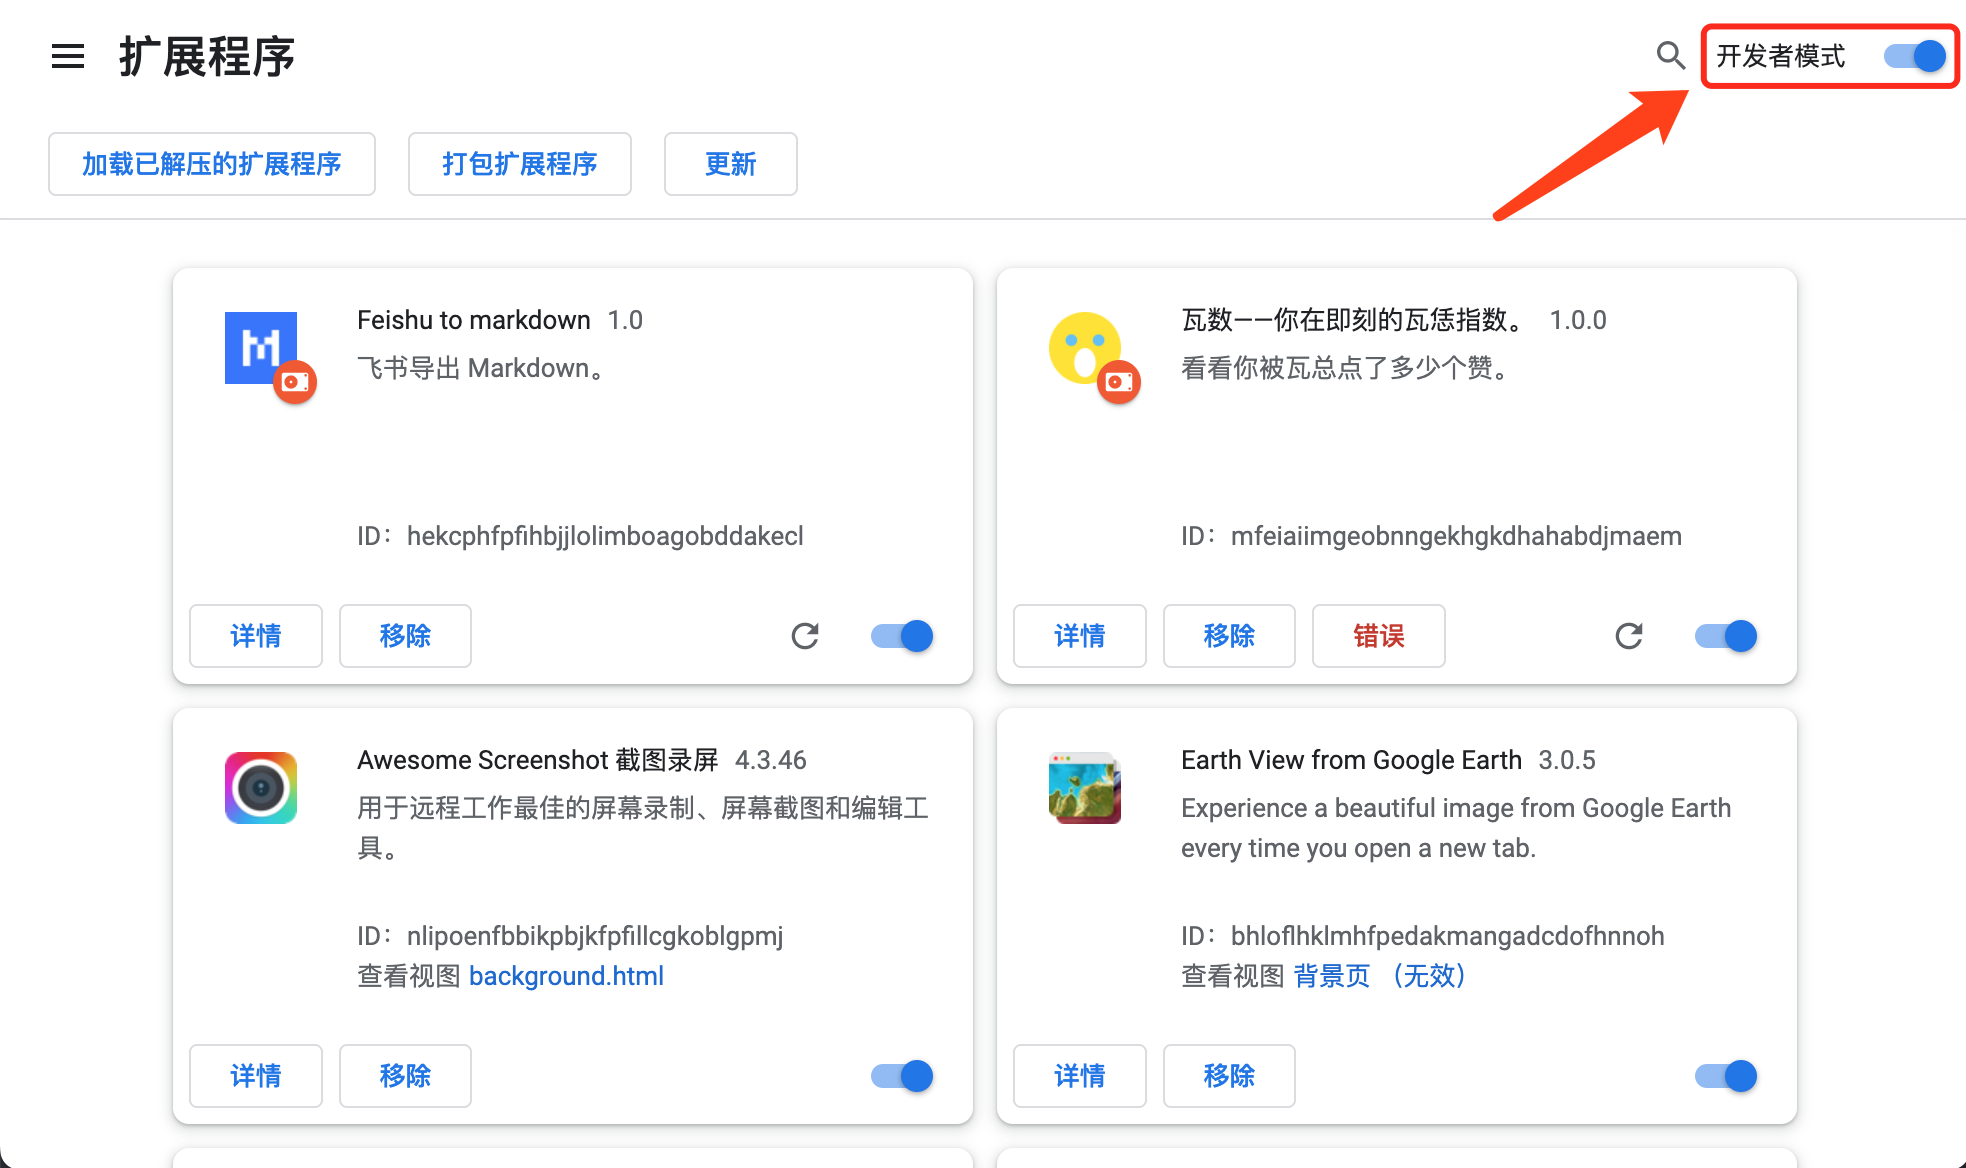 扩展程序
开发者模式
加载已解压的扩展程序
打包扩展程序
更新
Feishu to markdown 1.0
飞书导出 Markdown。
ID：hekcphfpfihbjjlolimboagobddakecl
详情
移除
瓦数——你在即刻的瓦恁指数。 1.0.0
看看你被瓦总点了多少个赞。
ID：mfeiaiimgeobnngekhgkdhahabdjmaem
详情
移除
错误
Awesome Screenshot 截图录屏 4.3.46
用于远程工作最佳的屏幕录制、屏幕截图和编辑工
具。
ID：nlipoenfbbikpbjkfpfillcgkoblgpmj
查看视图 background.html
详情
移除
Earth View from Google Earth 3.0.5
Experience a beautiful image from Google Earth
every time you open a new tab.
ID：bhloflhklmhfpedakmangadcdofhnnoh
查看视图 背景页 （无效）
详情
移除